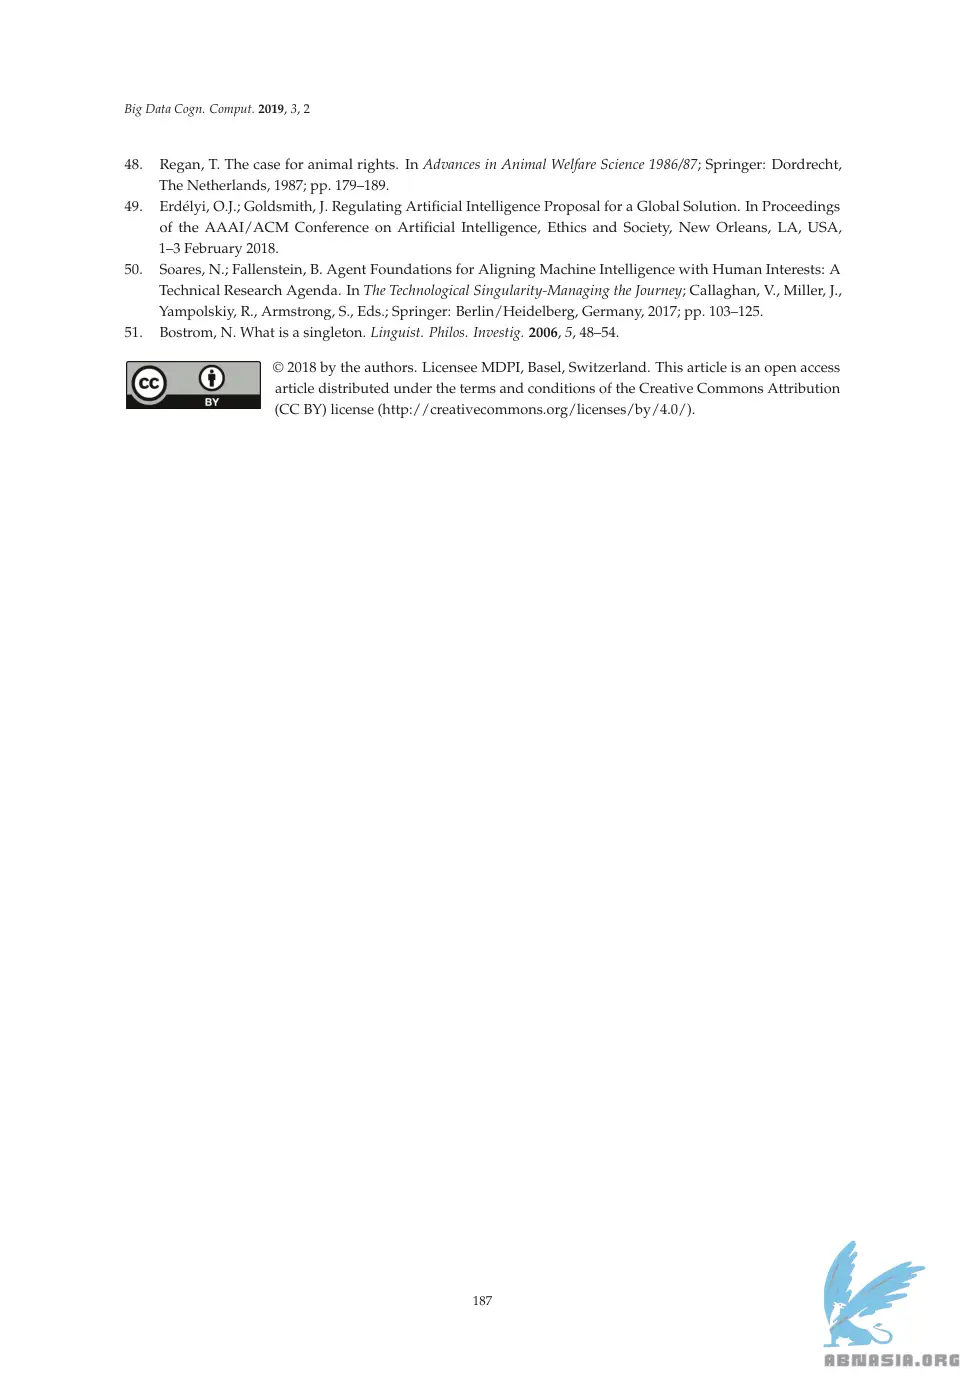 Big Data Cogn. Comput. 2019, 3, 2
48. Regan, T. The case for animal rights. In Advances in Animal Welfare Science 1986/87; Springer: Dordrecht,
The Netherlands, 1987; pp. 179–189.
49. Erdélyi, O.J.; Goldsmith, J. Regulating Artificial Intelligence Proposal for a Global Solution. In Proceedings
of the AAAI/ACM Conference on Artificial Intelligence, Ethics and Society, New Orleans, LA, USA,
1–3 February 2018.
50. Soares, N.; Fallenstein, B. Agent Foundations for Aligning Machine Intelligence with Human Interests: A
Technical Research Agenda. In The Technological Singularity-Managing the Journey; Callaghan, V., Miller, J.,
Yampolskiy, R., Armstrong, S., Eds.; Springer: Berlin/Heidelberg, Germany, 2017; pp. 103–125.
51. Bostrom, N. What is a singleton. Linguist. Philos. Investig. 2006, 5, 48–54.
© 2018 by the authors. Licensee MDPI, Basel, Switzerland. This article is an open access
article distributed under the terms and conditions of the Creative Commons Attribution
(CC BY) license (http://creativecommons.org/licenses/by/4.0/).
CC
BY
187
ABNASIA.ORG